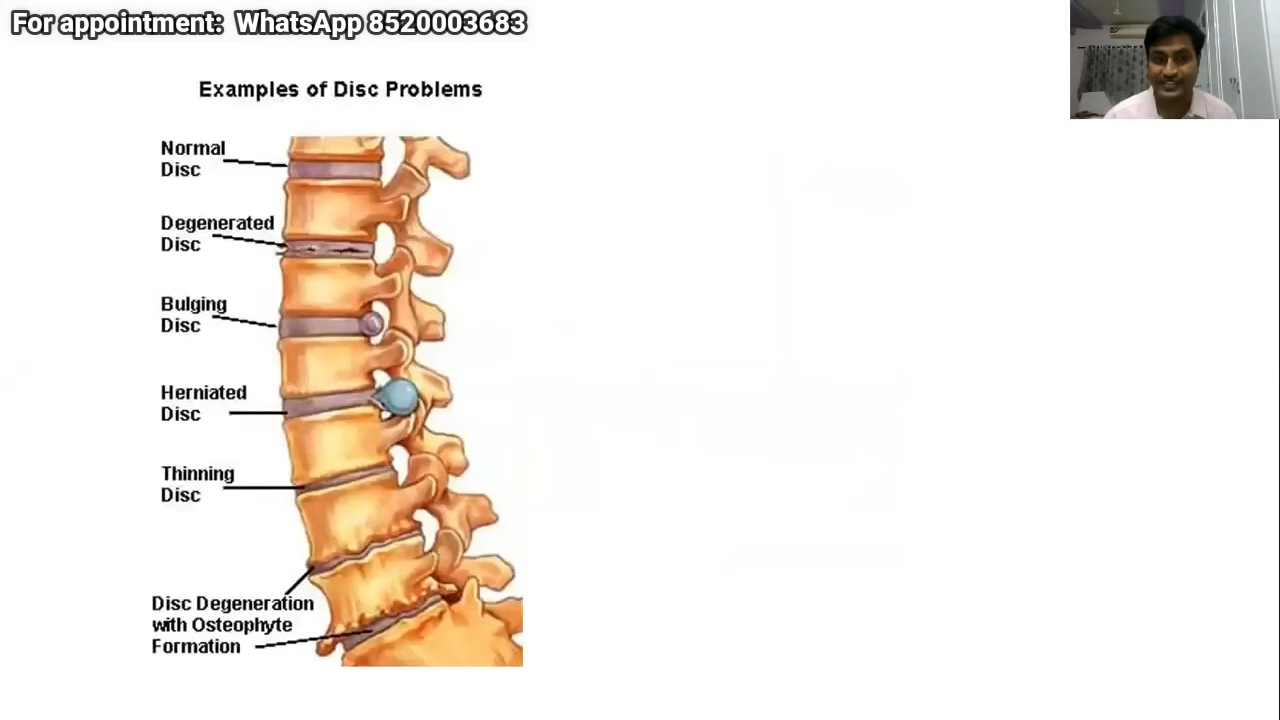 For appointment: WhatsApp 8520003683
Examples of Disc Problems
Normal
Disc
Degenerated
Disc
Bulging
Disc
Herniated
Disc
Thinning
Disc
Disc Degeneration
with Osteophyte
Formation